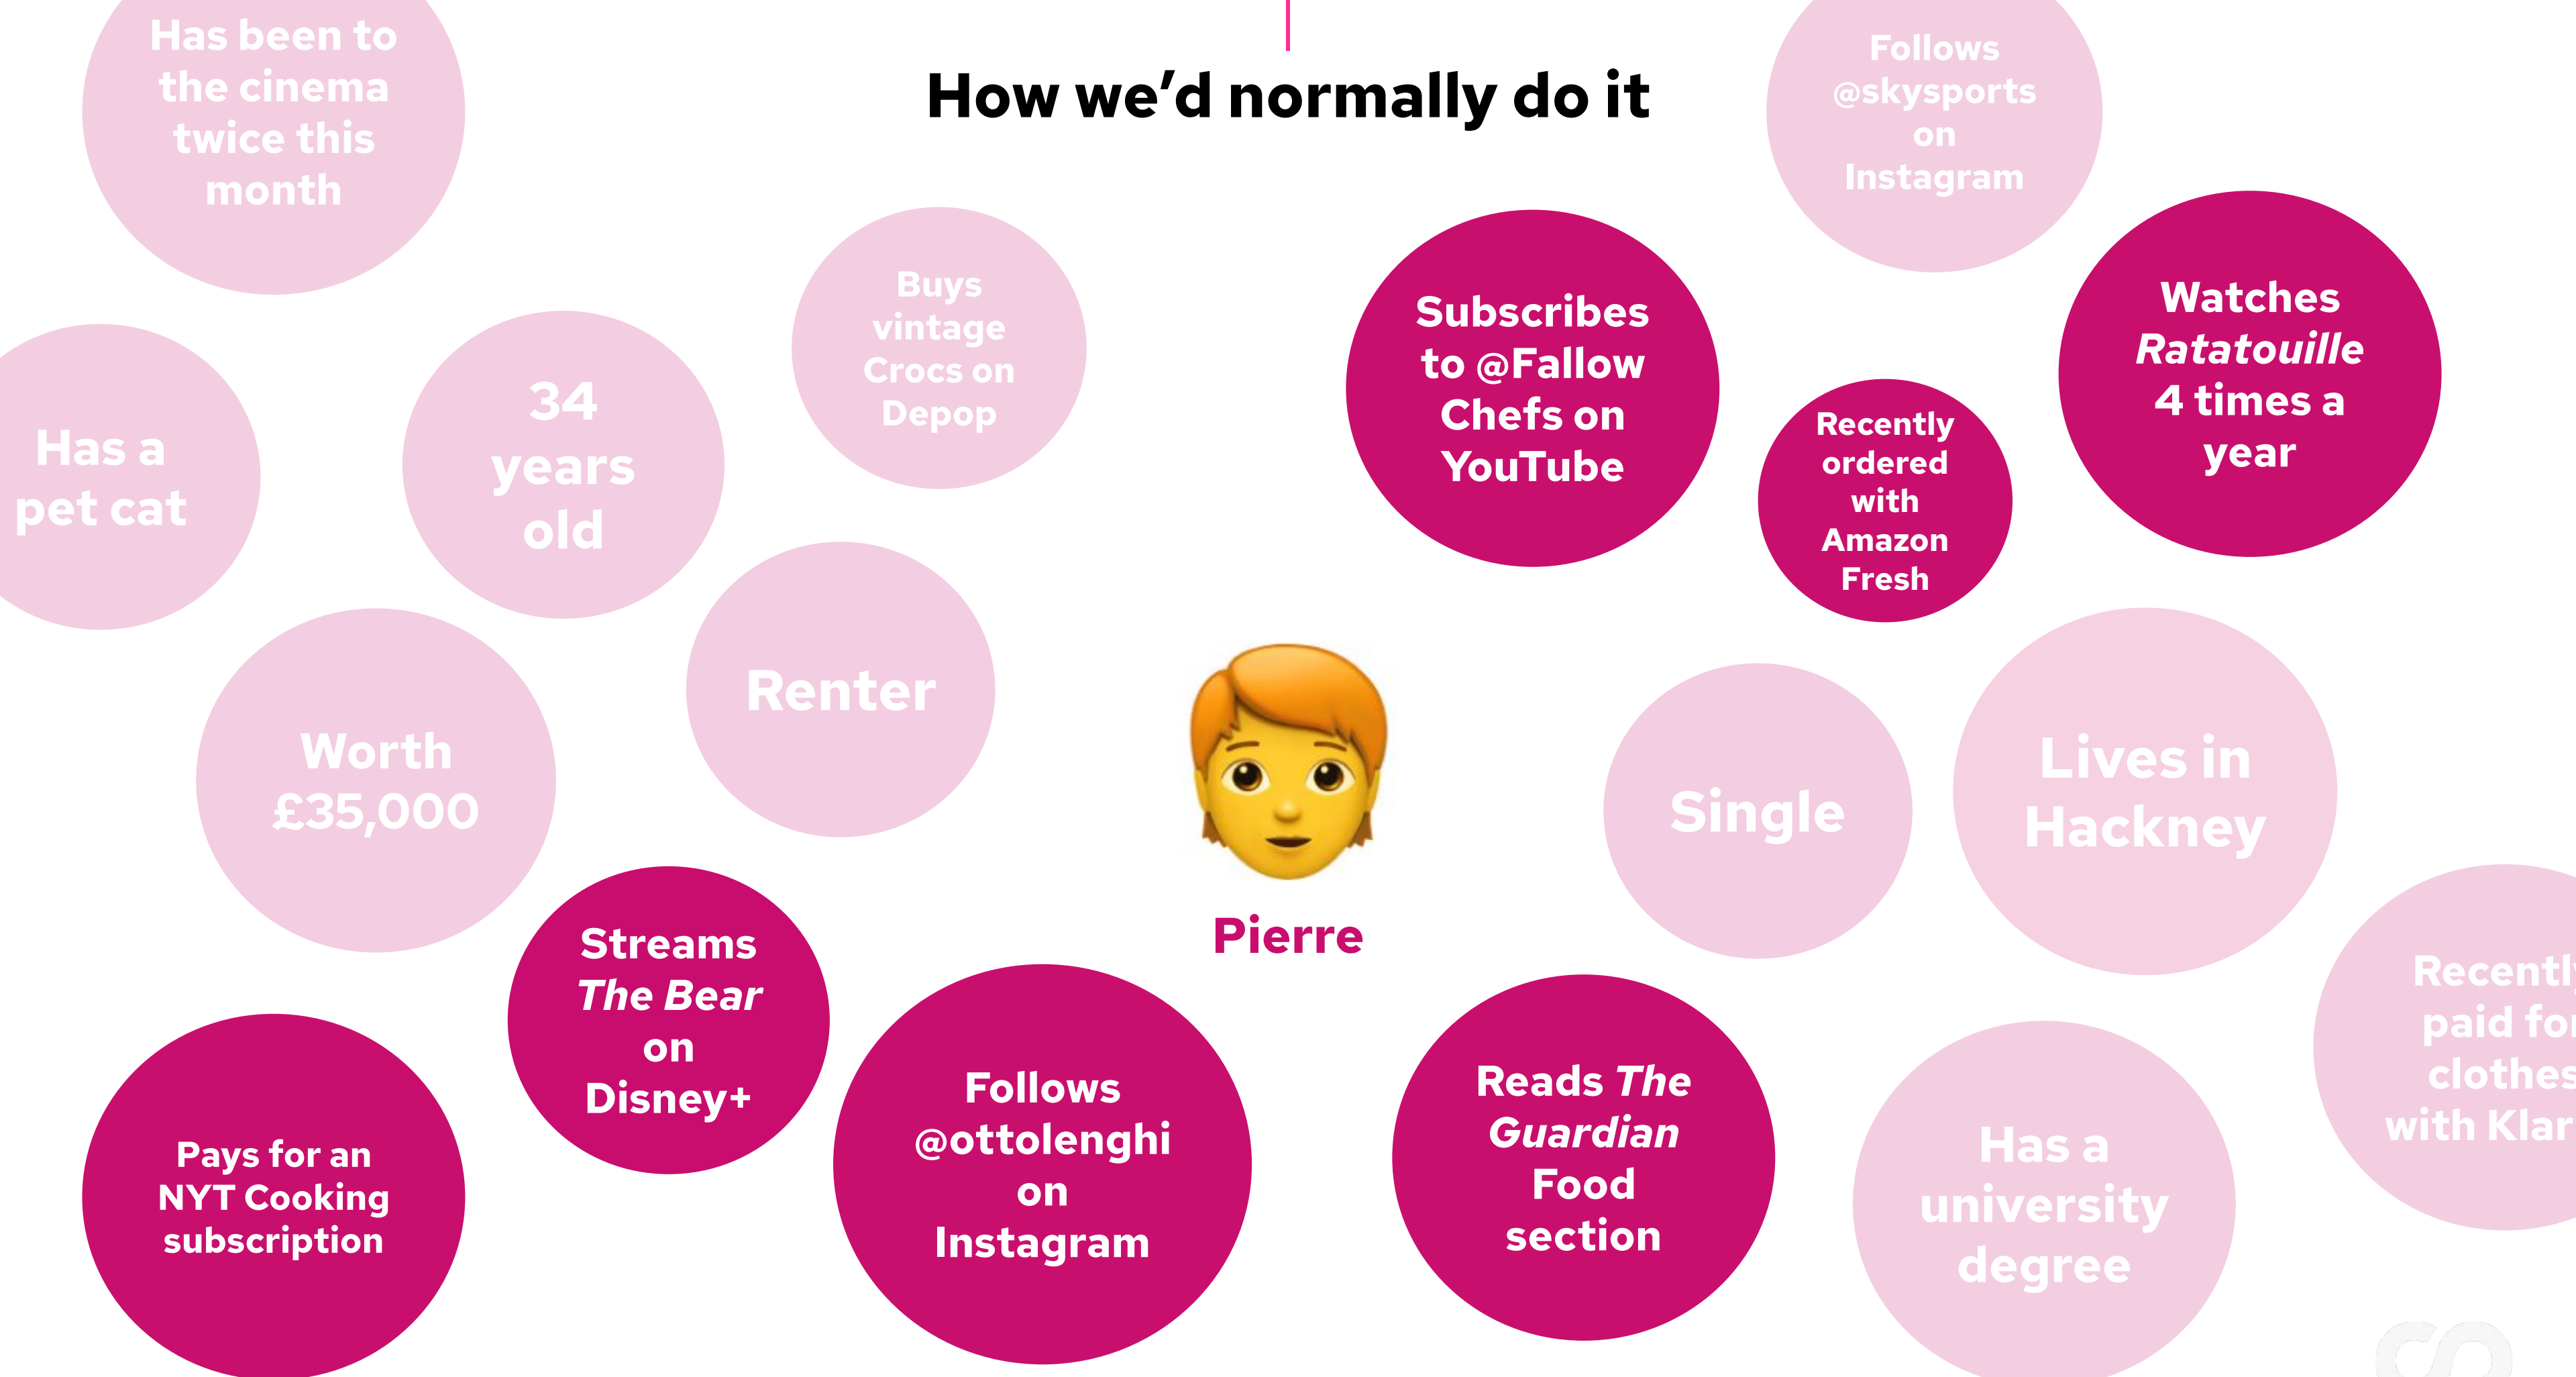 Has been to
the cinema
twice this
month
How we’d normally do it
Follows
@skysports
on
Instagram
Buys
vintage
Crocs on
Depop
Subscribes
to @Fallow
Chefs on
YouTube
Watches
Ratatouille
4 times a
year
Has a
pet cat
34
years
old
Recently
ordered
with
Amazon
Fresh
Renter
Worth
£35,000
Single
Lives in
Hackney
Pierre
Streams
The Bear
on
Disney+
Pays for an
NYT Cooking
subscription
Follows
@ottolenghi
on
Instagram
Reads The
Guardian
Food
section
Has a
university
degree
Recently
paid for
clothes
with Klar